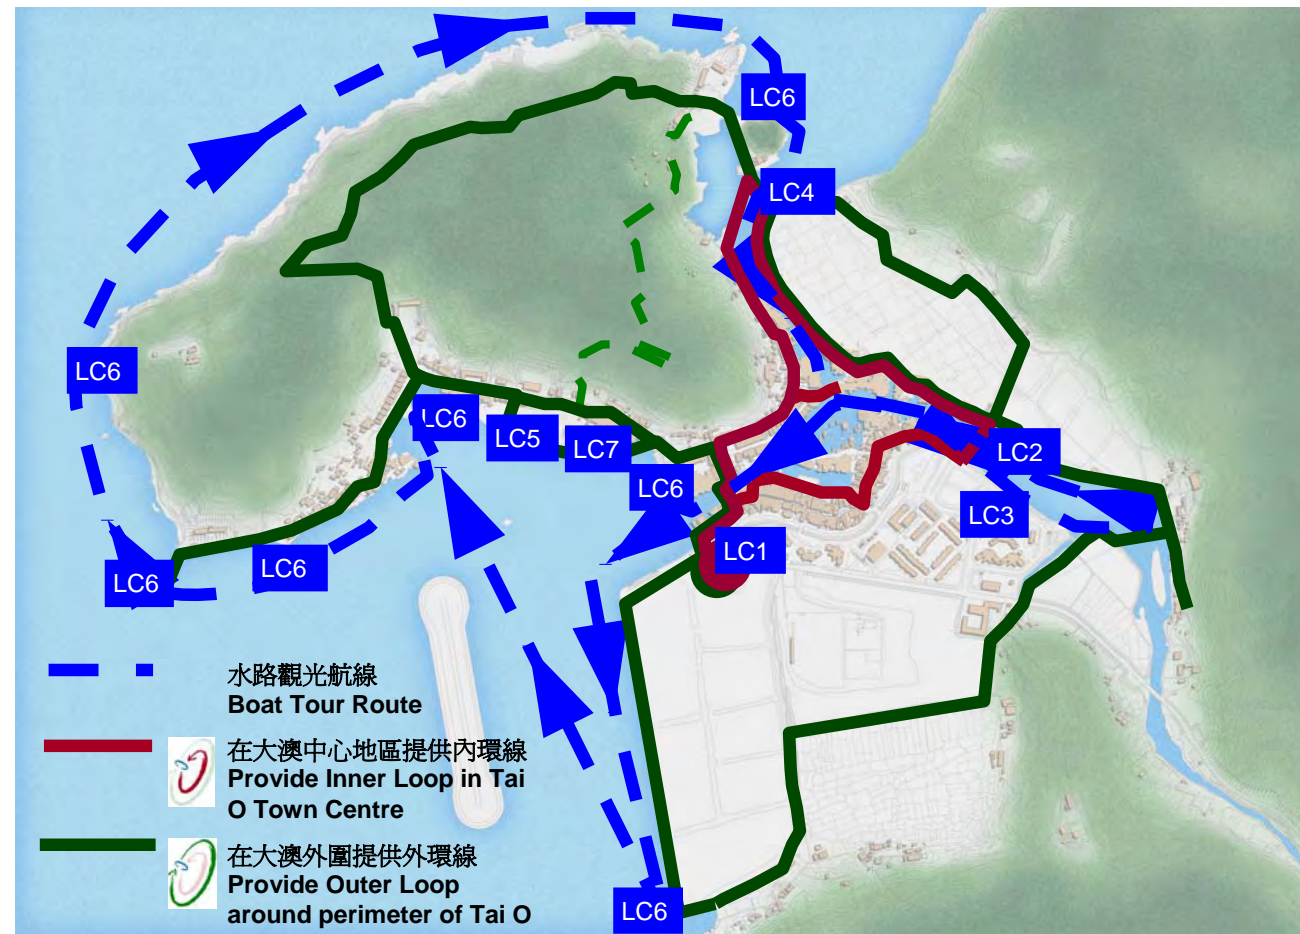 LC6
LC4
LC6
LC6
LC5
LC7
LC2
LC6
LC3
LC1
LC6
LC6
水路觀光航線
Boat Tour Route
在大澳中心地區提供內環線
Provide Inner Loop in Tai
O Town Centre
在大澳外圍提供外環線
Provide Outer Loop
around perimeter of Tai O
LC6